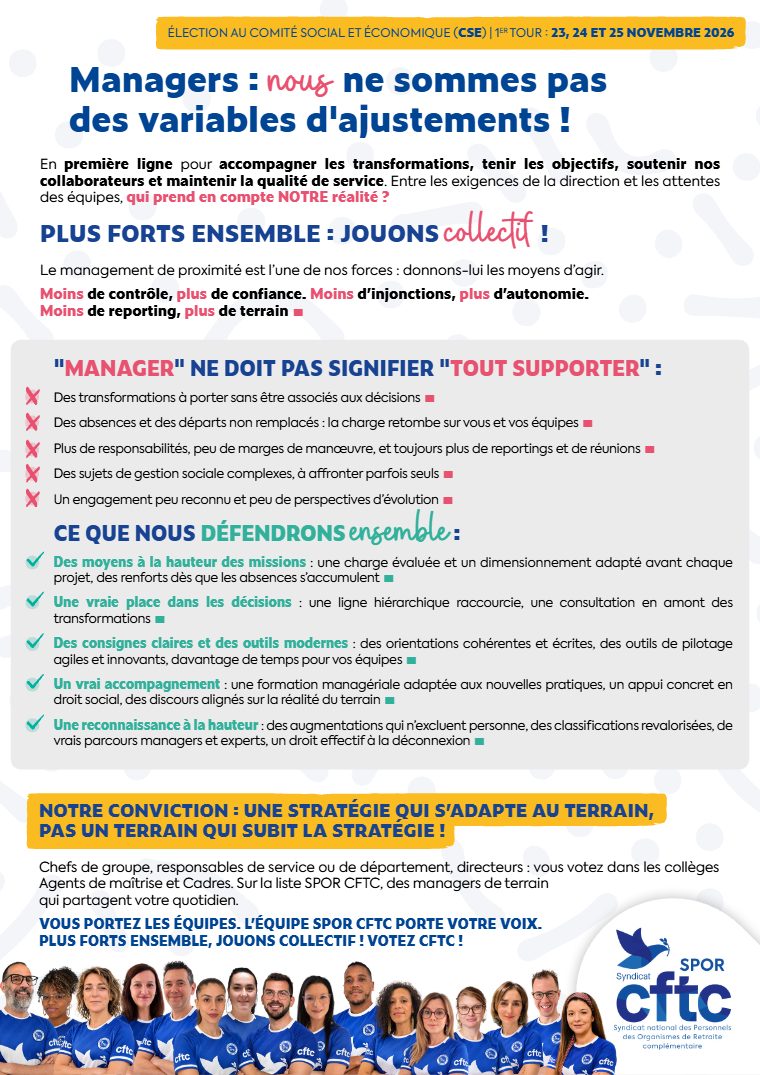 ÉLECTION AU COMITÉ SOCIAL ET ÉCONOMIQUE (CSE) | 1ER TOUR : 23, 24 ET 25 NOVEMBRE 2026
Managers : nous ne sommes pas
des variables d'ajustements !
En première ligne pour accompagner les transformations, tenir les objectifs, soutenir nos
collaborateurs et maintenir la qualité de service. Entre les exigences de la direction et les attentes
des équipes, qui prend en compte NOTRE réalité ?
PLUS FORTS ENSEMBLE : JOUONS collectif !
Le management de proximité est l'une de nos forces : donnons-lui les moyens d'agir.
Moins de contrôle, plus de confiance. Moins d'injonctions, plus d'autonomie.
Moins de reporting, plus de terrain
"MANAGER" NE DOIT PAS SIGNIFIER "TOUT SUPPORTER" :
Des transformations à porter sans être associés aux décisions
Des absences et des départs non remplacés : la charge retombe sur vous et vos équipes
Plus de responsabilités, peu de marges de manœuvre, et toujours plus de reportings et de réunions
Des sujets de gestion sociale complexes, à affronter parfois seuls
Un engagement peu reconnu et peu de perspectives d'évolution
CE QUE NOUS DÉFENDRONS ensemble :
Des moyens à la hauteur des missions : une charge évaluée et un dimensionnement adapté avant chaque
projet, des renforts dès que les absences s'accumulent
Une vraie place dans les décisions : une ligne hiérarchique raccourcie, une consultation en amont des
transformations
Des consignes claires et des outils modernes : des orientations cohérentes et écrites, des outils de pilotage
agiles et innovants, davantage de temps pour vos équipes
Un vrai accompagnement : une formation managériale adaptée aux nouvelles pratiques, un appui concret en
droit social, des discours alignés sur la réalité du terrain
Une reconnaissance à la hauteur : des augmentations qui n'excluent personne, des classifications revalorisées, de
vrais parcours managers et experts, un droit effectif à la déconnexion
NOTRE CONVICTION : UNE STRATÉGIE QUI S'ADAPTE AU TERRAIN,
PAS UN TERRAIN QUI SUBIT LA STRATÉGIE !
Chefs de groupe, responsables de service ou de département, directeurs : vous votez dans les collèges
Agents de maîtrise et Cadres. Sur la liste SPOR CFTC, des managers de terrain
qui partagent votre quotidien.
VOUS PORTEZ LES ÉQUIPES. L'ÉQUIPE SPOR CFTC PORTE VOTRE VOIX.
PLUS FORTS ENSEMBLE, JOUONS COLLECTIF ! VOTEZ CFTC !
SPOR
Syndicat
cftc
Syndicat national des Personnels
des Organismes de Retraite
complémentaire
cftc
cftc
cftc
cftc